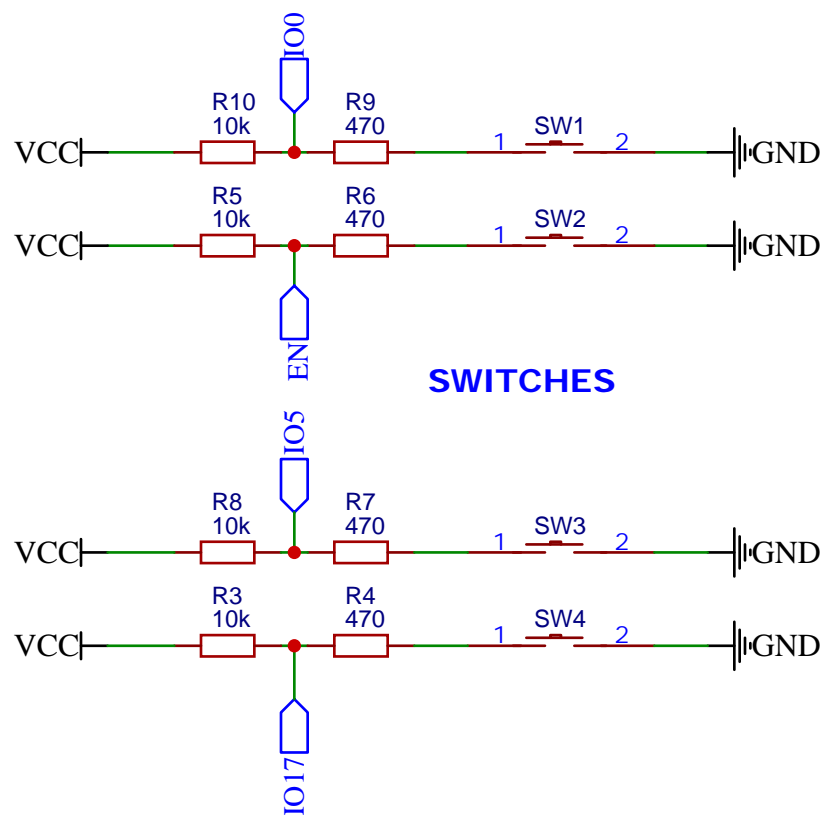 IO0
R10
10k
R9
470
VCC
1
SW1
2
GND
R5
10k
R6
470
VCC
1
SW2
2
GND
EN
SWITCHES
IO5
R8
10k
R7
470
VCC
1
SW3
2
GND
R3
10k
R4
470
VCC
1
SW4
2
GND
IO17